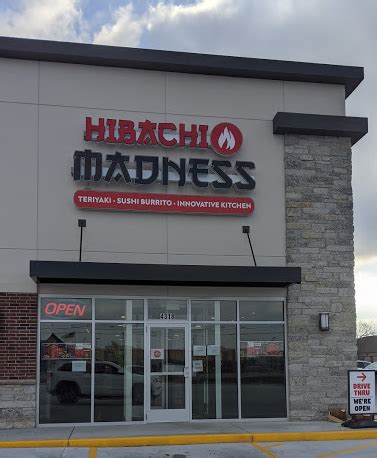 HIBACHI
MADNESS
TERIYAKI • SUSHI BURRITO • INNOVATIVE KITCHEN
OPEN
DRIVE
THRU
WE'RE
OPEN